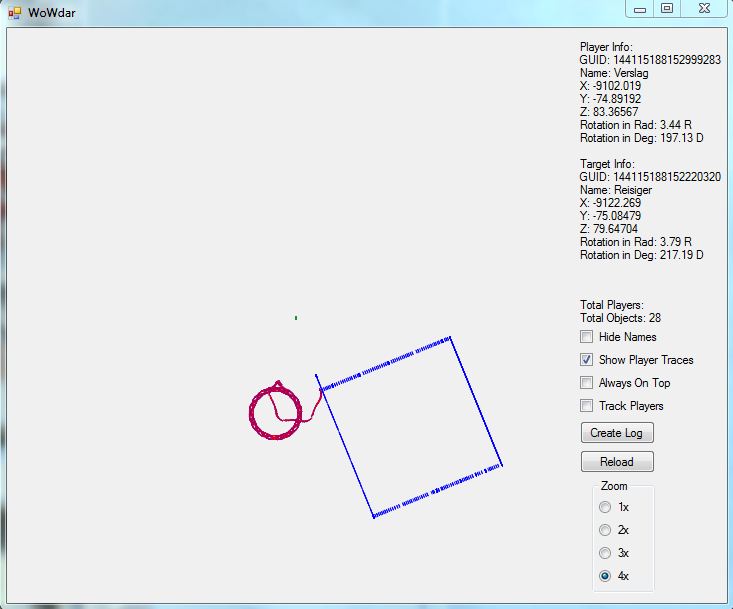 WoWdar
Player Info:
GUID: 144115188152999283
Name: Verslag
X: -9102.019
Y: -74.89192
Z: 83.36567
Rotation in Rad: 3.44 R
Rotation in Deg: 197.13 D
Target Info:
GUID: 144115188152220320
Name: Reisiger
X: -9122.269
Y: -75.08479
Z: 79.64704
Rotation in Rad: 3.79 R
Rotation in Deg: 217.19 D
Total Players:
Total Objects: 28
Hide Names
Show Player Traces
Always On Top
Track Players
Create Log
Reload
Zoom
1x
2x
3x
4x